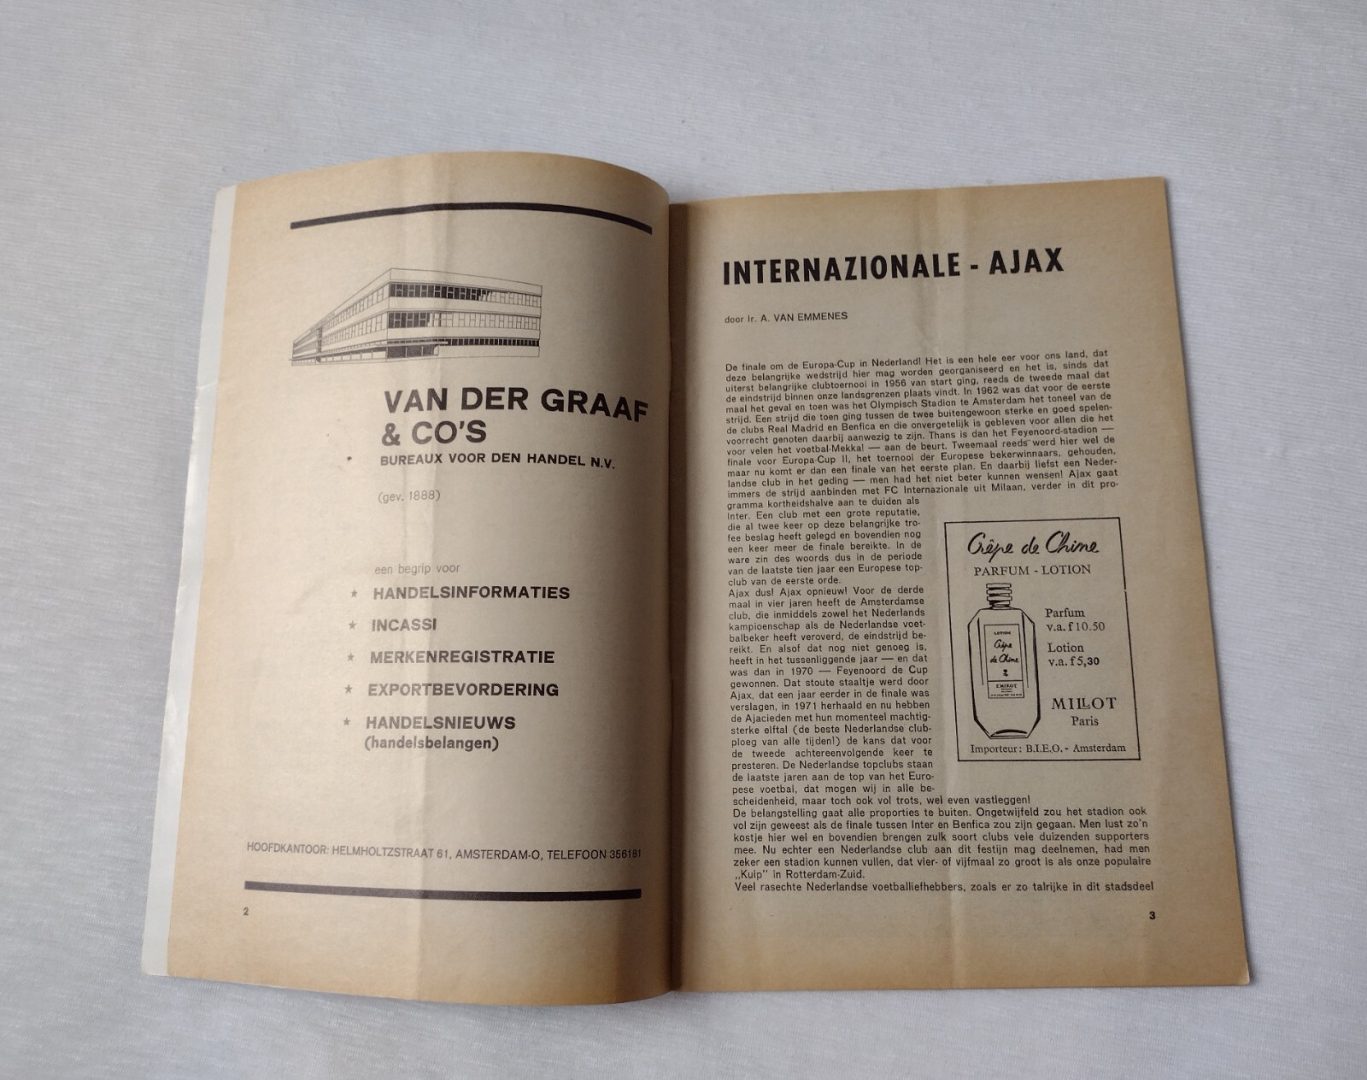 VAN DER GRAAF
& CO'S
BUREAUX VOOR DEN HANDEL N.V.
(gev. 1888)
een begrip voor
★ HANDELSINFORMATIES
★ INCASSI
★ MERKENREGISTRATIE
★ EXPORTBEVORDERING
★ HANDELSNIEUWS
(handelsbelangen)
HOOFDKANTOOR: HELMHOLTZSTRAAT 61, AMSTERDAM-O, TELEFOON 356181
2
INTERNAZIONALE - AJAX
door Ir. A. VAN EMMENES
De finale om de Europa-Cup in Nederland! Het is een hele eer voor ons land, dat
deze belangrijke wedstrijd hier mag worden georganiseerd en het is, sinds dat
uiterst belangrijke clubtoernooi in 1956 van start ging, reeds de tweede maal dat
de eindstrijd binnen onze landsgrenzen plaats vindt. In 1962 was dat voor de eerste
maal het geval en toen was het Olympisch Stadion te Amsterdam het toneel van de
strijd. Een strijd die toen ging tussen de twee buitengewoon sterke en goed spelen-
de clubs Real Madrid en Benfica en die onvergetelijk is gebleven voor allen die het
voorrecht genoten daarbij aanwezig te zijn. Thans is dan het Feyenoord-stadion —
voor velen het voetbal-Mekka! — aan de beurt. Tweemaal reeds werd hier wel de
finale voor Europa-Cup II, het toernooi der Europese bekerwinnaars, gehouden,
maar nu komt er dan een finale van het eerste plan. En daarbij liefst een Neder-
landse club in het geding — men had het niet beter kunnen wensen! Ajax gaat
immers de strijd aanbinden met FC Internazionale uit Milaan, verder in dit pro-
gramma kortheidshalve aan te duiden als
Inter. Een club met een grote reputatie,
die al twee keer op deze belangrijke tro-
fee beslag heeft gelegd en bovendien nog
een keer meer de finale bereikte. In de
ware zin des woords dus in de periode
van de laatste tien jaar een Europese top-
club van de eerste orde.
Ajax dus! Ajax opnieuw! Voor de derde
maal in vier jaren heeft de Amsterdamse
club, die inmiddels zowel het Nederlands
kampioenschap als de Nederlandse voet-
balbeker heeft veroverd, de eindstrijd be-
reikt. En alsof dat nog niet genoeg is,
heeft in het tussenliggende jaar — en dat
was dan in 1970 — Feyenoord de Cup
gewonnen. Dat stoute staaltje werd door
Ajax, dat een jaar eerder in de finale was
verslagen, in 1971 herhaald en nu hebben
de Ajacieden met hun momenteel machtig-
sterke elftal (de beste Nederlandse club-
ploeg van alle tijden!) de kans dat voor
de tweede achtereenvolgende keer te
presteren. De Nederlandse topclubs staan
de laatste jaren aan de top van het Euro-
pese voetbal, dat mogen wij in alle be-
scheidenheid, maar toch ook vol trots, wel even vastleggen!
De belangstelling gaat alle proporties te buiten. Ongetwijfeld zou het stadion ook
vol zijn geweest als de finale tussen Inter en Benfica zou zijn gegaan. Men lust zo'n
kostje hier wel en bovendien brengen zulk soort clubs vele duizenden supporters
mee. Nu echter een Nederlandse club aan dit festijn mag deelnemen, had men
zeker een stadion kunnen vullen, dat vier- of vijfmaal zo groot is als onze populaire
„Kuip" in Rotterdam-Zuid.
Veel rasechte Nederlandse voetballiefhebbers, zoals er zo talrijke in dit stadsdeel
Crêpe de Chine
PARFUM - LOTION
Parfum
v.a. f 10.50
Lotion
v.a. f 5,30
LOTION
Crêpe
de Chine
MILLOT
Paris
Importeur: B.I.E.O. - Amsterdam
3